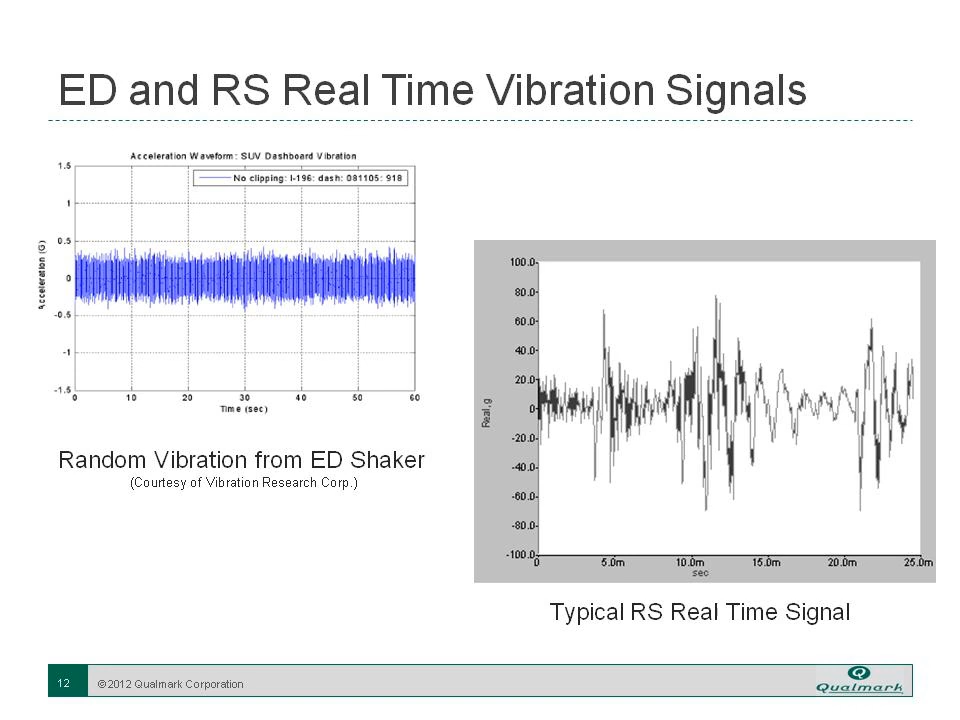 ED and RS Real Time Vibration Signals
Acceleration Waveform: SUV Dashboard Vibration
No clipping: I-196: dash: 081105: 918
1.5
1
0.5
0
-0.5
-1
-1.5
Acceleration (G)
0 10 20 30 40 50 60
Time (sec)
Random Vibration from ED Shaker
(Courtesy of Vibration Research Corp.)
100.0
80.0
60.0
40.0
20.0
0
-20.0
-40.0
-60.0
-80.0
-100.0
Real, g
0 5.0m 10.0m 15.0m 20.0m 25.0m
sec
Typical RS Real Time Signal
12
© 2012 Qualmark Corporation
Q
Qualmark